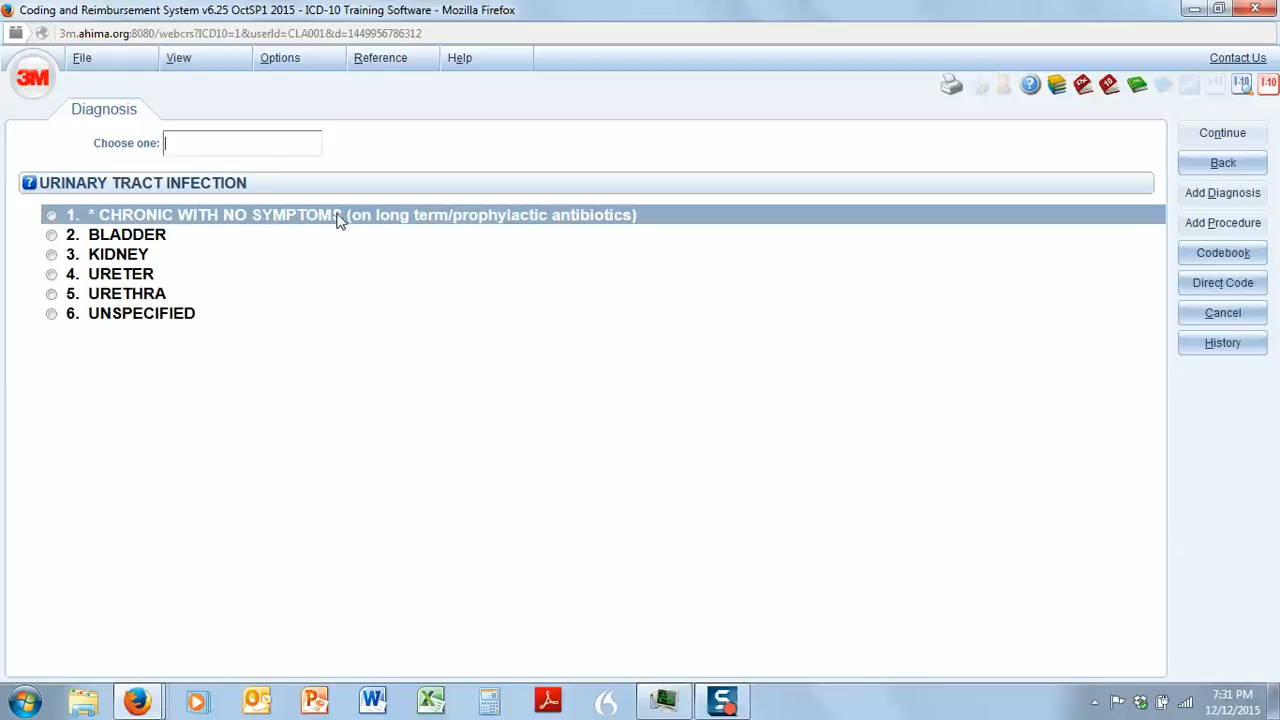 Coding and Reimbursement System v6.25 OctSP1 2015 - ICD-10 Training Software - Mozilla Firefox
3m.ahima.org:8080/webcrs?ICD10=1&userId=CLA001&d=1449956786312
3M
File View Options Reference Help Contact Us
Diagnosis
Choose one:
URINARY TRACT INFECTION
1. * CHRONIC WITH NO SYMPTOMS (on long term/prophylactic antibiotics)
2. BLADDER
3. KIDNEY
4. URETER
5. URETHRA
6. UNSPECIFIED
Continue
Back
Add Diagnosis
Add Procedure
Codebook
Direct Code
Cancel
History
7:31 PM
12/12/2015